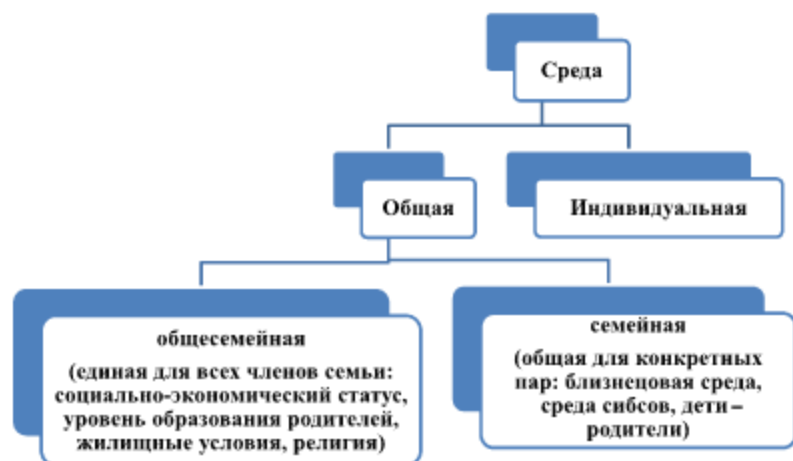 Среда
Общая
Индивидуальная
общесемейная
(единая для всех членов семьи:
социально-экономический статус,
уровень образования родителей,
жилищные условия, религия)
семейная
(общая для конкретных
пар: близнецовая среда,
среда сибсов, дети–
родители)